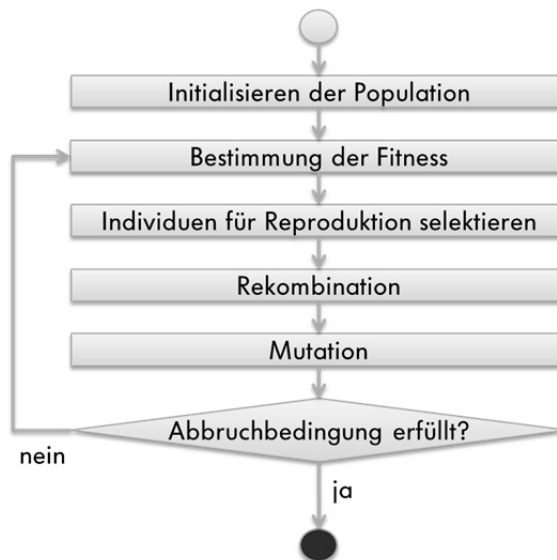 Initialisieren der Population
Bestimmung der Fitness
Individuen für Reproduktion selektieren
Rekombination
Mutation
Abbruchbedingung erfüllt?
nein
ja